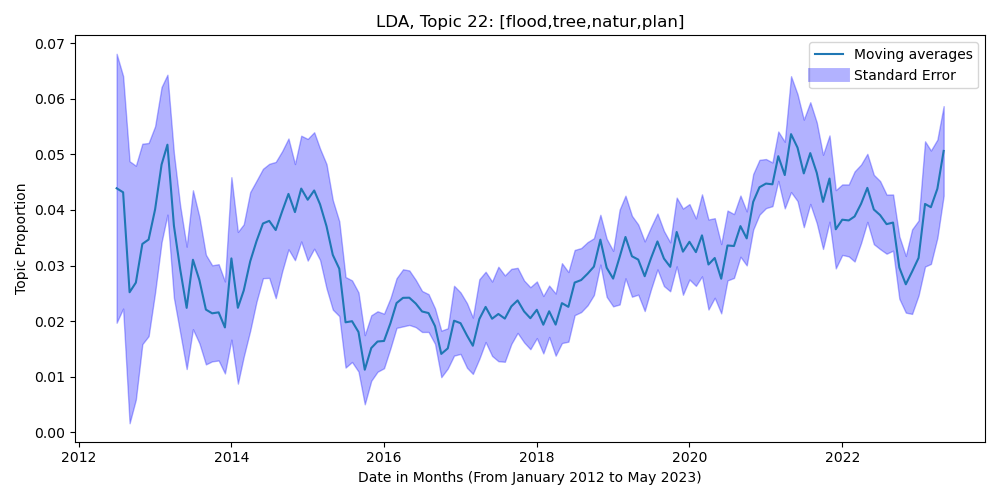 LDA, Topic 22: [flood,tree,natur,plan]
Moving averages
Standard Error
Topic Proportion
0.07
0.06
0.05
0.04
0.03
0.02
0.01
0.00
2012 2014 2016 2018 2020 2022
Date in Months (From January 2012 to May 2023)